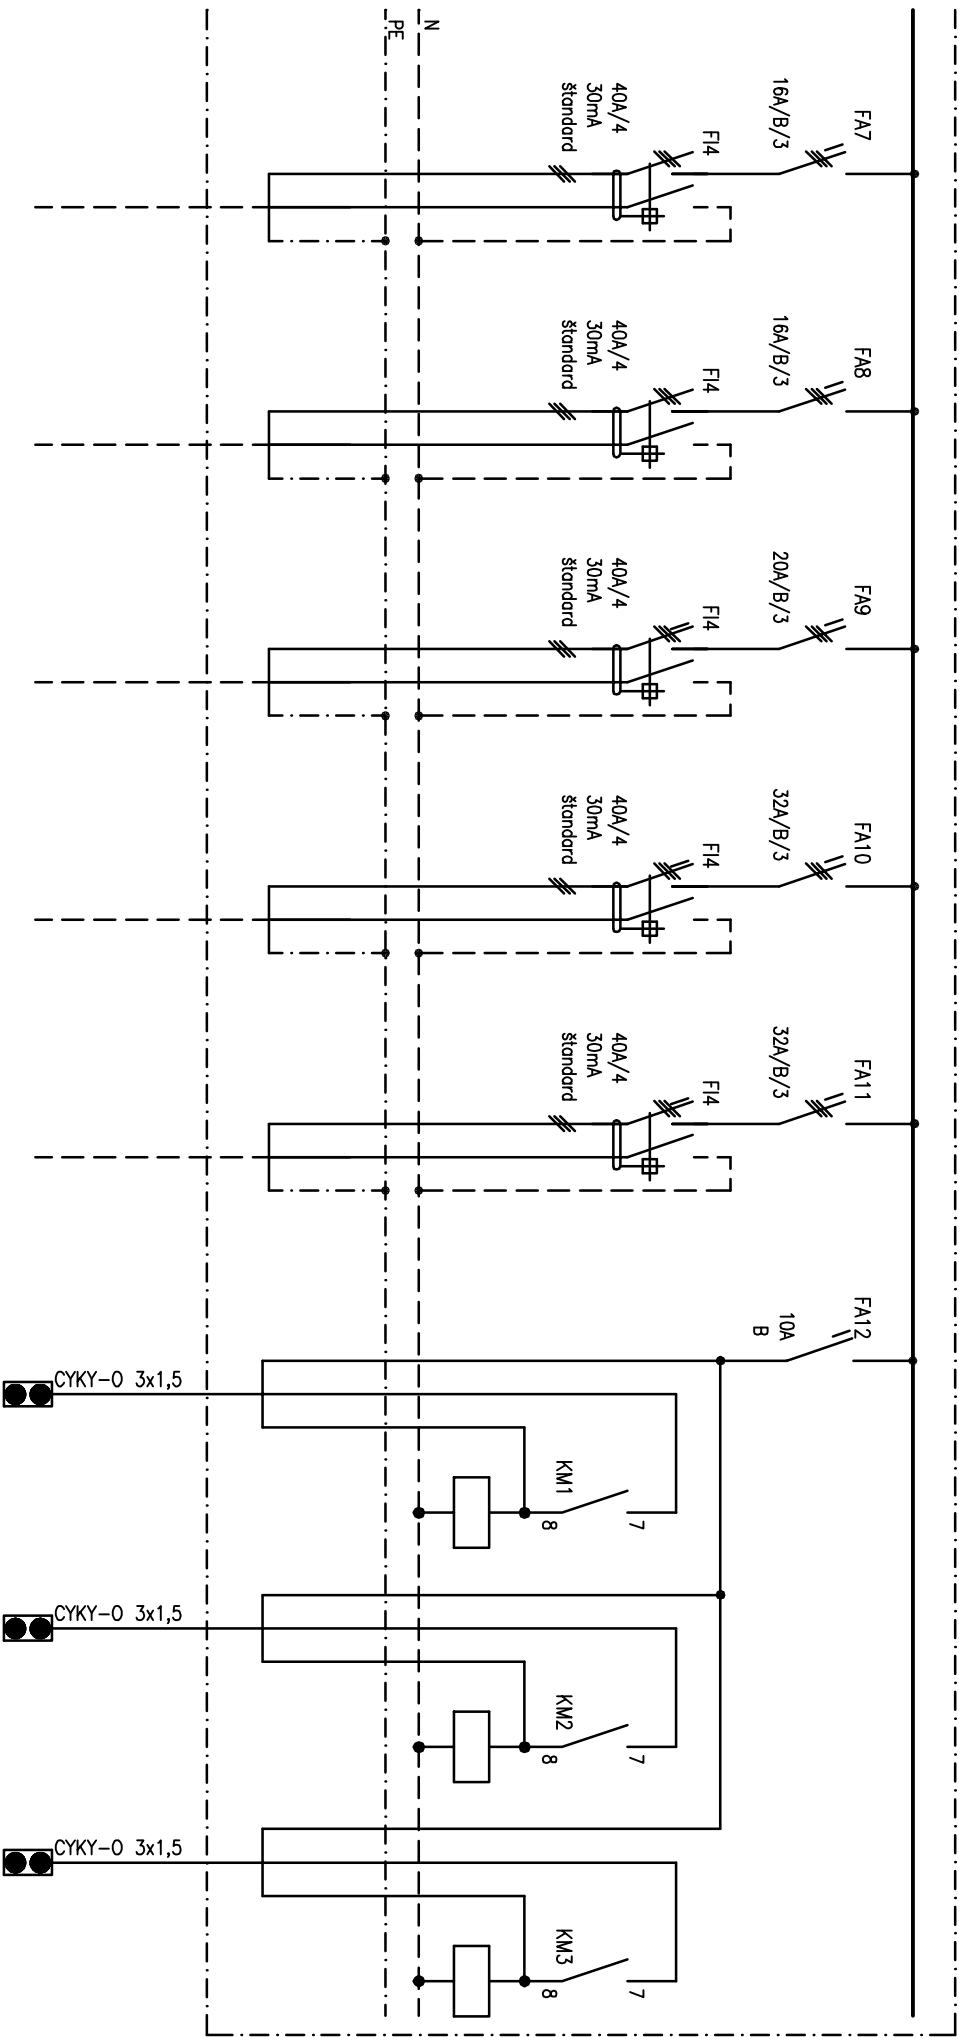 N
PE
FA7
16A/B/3
FI4
40A/4
30mA
štandard
FA8
16A/B/3
FI4
40A/4
30mA
štandard
FA9
20A/B/3
FI4
40A/4
30mA
štandard
FA10
32A/B/3
FI4
40A/4
30mA
štandard
FA11
32A/B/3
FI4
40A/4
30mA
štandard
FA12
10A
B
CYKY-O 3x1,5
KM1
7
8
CYKY-O 3x1,5
KM2
7
8
CYKY-O 3x1,5
KM3
7
8